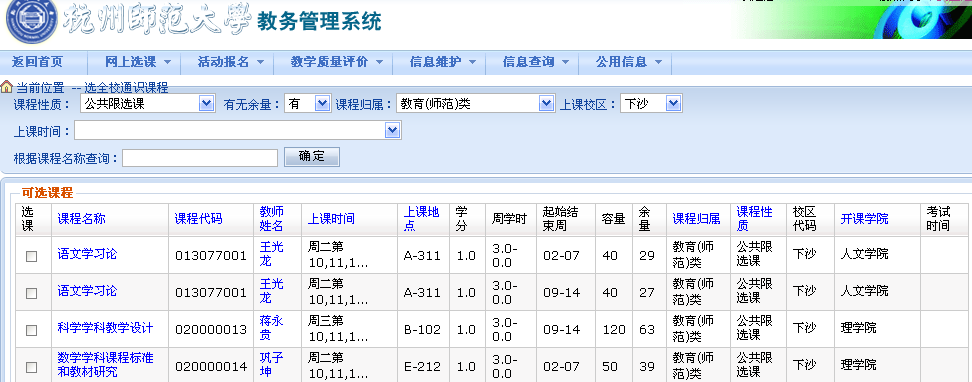 杭州师范大學 教务管理系统
返回首页 网上选课 活动报名 教学质量评价 信息维护 信息查询 公用信息
当前位置 -- 选全校通识课程
课程性质： 公共限选课 有无余量： 有 课程归属： 教育(师范)类 上课校区： 下沙
上课时间：
根据课程名称查询： 确定
可选课程
选课 课程名称 课程代码 教师姓名 上课时间 上课地点 学分 周学时 起始结束周 容量 余量 课程归属 课程性质 校区代码 开课学院 考试时间
语文学习论 013077001 王光龙 周二第10,11,1... A-311 1.0 3.0-0.0 02-07 40 29 教育(师范)类 公共限选课 下沙 人文学院
语文学习论 013077001 王光龙 周二第10,11,1... A-311 1.0 3.0-0.0 09-14 40 27 教育(师范)类 公共限选课 下沙 人文学院
科学学科教学设计 020000013 蒋永贵 周三第10,11,1... B-102 1.0 3.0-0.0 09-14 120 63 教育(师范)类 公共限选课 下沙 理学院
数学学科课程标准和教材研究 020000014 巩子坤 周二第10,11,1... E-212 1.0 3.0-0.0 02-07 50 39 教育(师范)类 公共限选课 下沙 理学院